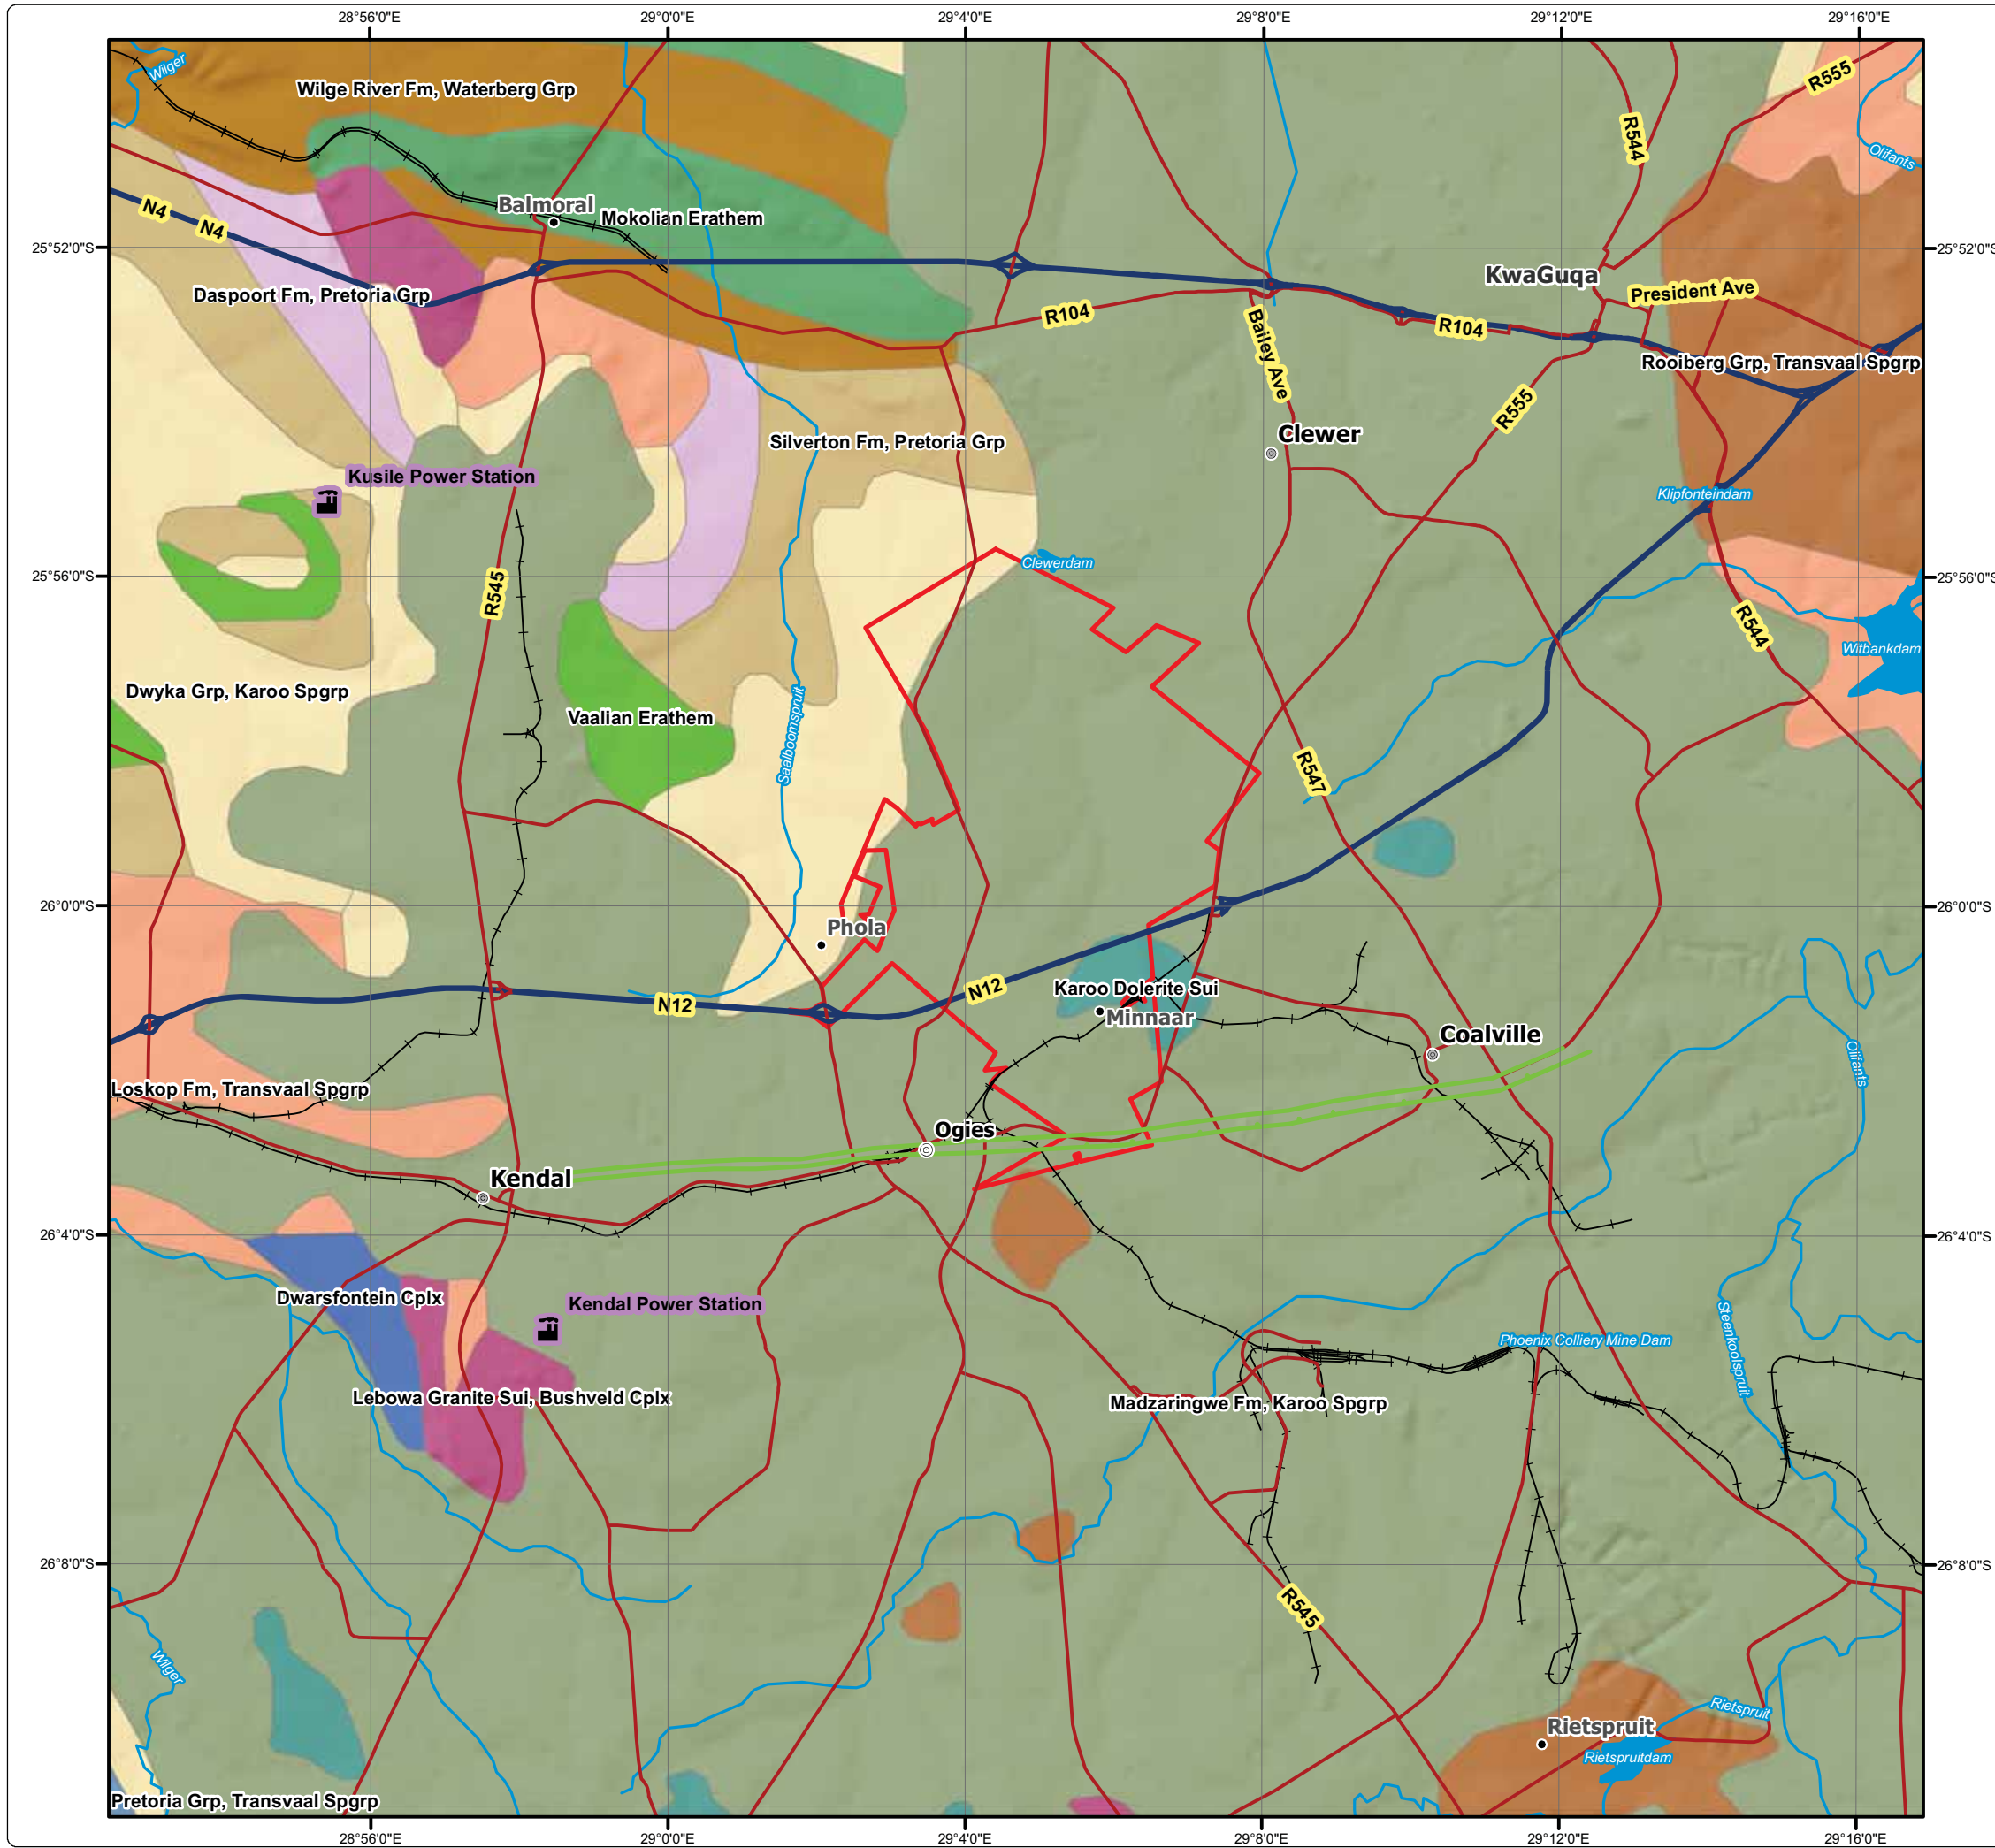 28°56'0"E
29°0'0"E
29°4'0"E
29°8'0"E
29°12'0"E
29°16'0"E
Wilger
Wilge River Fm, Waterberg Grp
R555
R544
Olifants
Balmoral
Mokolian Erathem
N4
N4
25°52'0"S
25°52'0"S
KwaGuqa
Daspoort Fm, Pretoria Grp
President Ave
R104
R104
Bailey Ave
Rooiberg Grp, Transvaal Spgrp
R555
Clewer
Silverton Fm, Pretoria Grp
Kusile Power Station
Klipfonteindam
Clewerdam
25°56'0"S
25°56'0"S
R545
R544
Witbankdam
Dwyka Grp, Karoo Spgrp
Vaalian Erathem
Saalboomspruit
R547
26°0'0"S
26°0'0"S
Phola
N12
N12
Karoo Dolerite Sui
Minnaar
Coalville
Olifants
Loskop Fm, Transvaal Spgrp
Ogies
Kendal
26°4'0"S
26°4'0"S
Dwarsfontein Cplx
Kendal Power Station
Steenkoolspruit
Phoenix Colliery Mine Dam
Lebowa Granite Sui, Bushveld Cplx
Madzaringwe Fm, Karoo Spgrp
26°8'0"S
26°8'0"S
R545
Wilger
Rietspruit
Rietspruit
Rietspruitdam
Pretoria Grp, Transvaal Spgrp
28°56'0"E
29°0'0"E
29°4'0"E
29°8'0"E
29°12'0"E
29°16'0"E